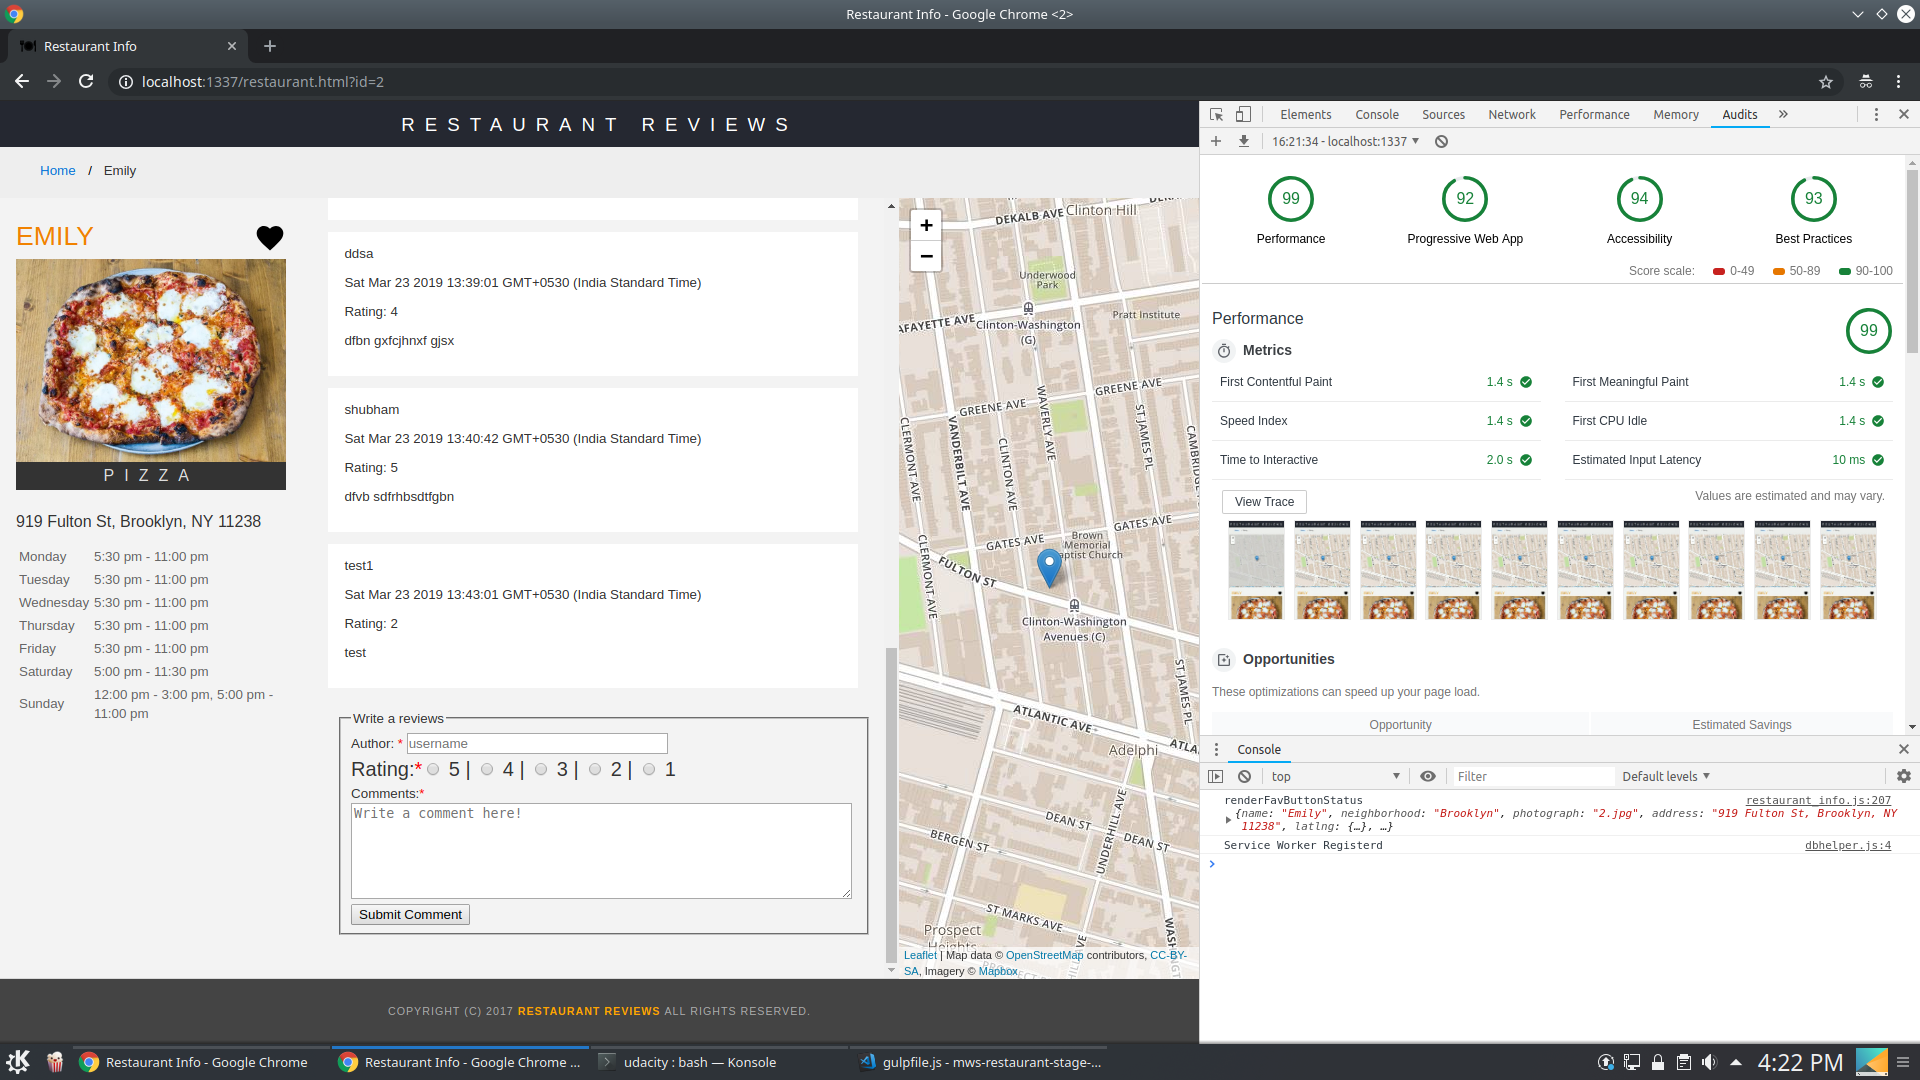 Restaurant Info - Google Chrome <2>
Restaurant Info
localhost:1337/restaurant.html?id=2
RESTAURANT REVIEWS
Home / Emily
EMILY
PIZZA
919 Fulton St, Brooklyn, NY 11238
Monday 5:30 pm - 11:00 pm
Tuesday 5:30 pm - 11:00 pm
Wednesday 5:30 pm - 11:00 pm
Thursday 5:30 pm - 11:00 pm
Friday 5:30 pm - 11:00 pm
Saturday 5:00 pm - 11:30 pm
Sunday 12:00 pm - 3:00 pm, 5:00 pm -
11:00 pm
ddsa
Sat Mar 23 2019 13:39:01 GMT+0530 (India Standard Time)
Rating: 4
dfbn gxfcjhnxf gjsx
shubham
Sat Mar 23 2019 13:40:42 GMT+0530 (India Standard Time)
Rating: 5
dfvb sdfrhbsdtfgbn
test1
Sat Mar 23 2019 13:43:01 GMT+0530 (India Standard Time)
Rating: 2
test
Write a reviews
Author: * username
Rating:* 5 | 4 | 3 | 2 | 1
Comments:*
Write a comment here!
Submit Comment
+
−
DEKALB AVE
Clinton Hill
Underwood
Park
Pratt Institute
AFAYETTE AVE
Clinton-Washington
(G)
GREENE AVE
GREENE AVE
WAVERLY AVE
CLERMONT AVE
VANDERBILT AVE
CLINTON AVE
ST JAMES PL
GATES AVE
GATES AVE
Brown
Memorial
aptist Church
CLERMONT AVE
FULTON ST
Clinton-Washington
Avenues (C)
ST JAMES PL
ATLANTIC AVE
Adelphi
UNDERHILL AVE
DEAN ST
DEAN ST
BERGEN ST
ST MARKS AVE
Prospect
Heights
Leaflet | Map data © OpenStreetMap contributors, CC-BY-
SA, Imagery © Mapbox
COPYRIGHT (C) 2017 RESTAURANT REVIEWS ALL RIGHTS RESERVED.
Elements Console Sources Network Performance Memory Audits »
16:21:34 - localhost:1337
99 92 94 93
Performance Progressive Web App Accessibility Best Practices
Score scale: 0-49 50-89 90-100
Performance
99
Metrics
First Contentful Paint 1.4 s
First Meaningful Paint 1.4 s
Speed Index 1.4 s
First CPU Idle 1.4 s
Time to Interactive 2.0 s
Estimated Input Latency 10 ms
View Trace
Values are estimated and may vary.
Opportunities
These optimizations can speed up your page load.
Opportunity Estimated Savings
Console
top Filter Default levels
renderFavButtonStatus restaurant_info.js:207
{name: "Emily", neighborhood: "Brooklyn", photograph: "2.jpg", address: "919 Fulton St, Brooklyn, NY
11238", latlng: {…}, …}
Service Worker Registerd dbhelper.js:4
Restaurant Info - Google Chrome
Restaurant Info - Google Chrome ...
udacity : bash — Konsole
gulpfile.js - mws-restaurant-stage-...
4:22 PM